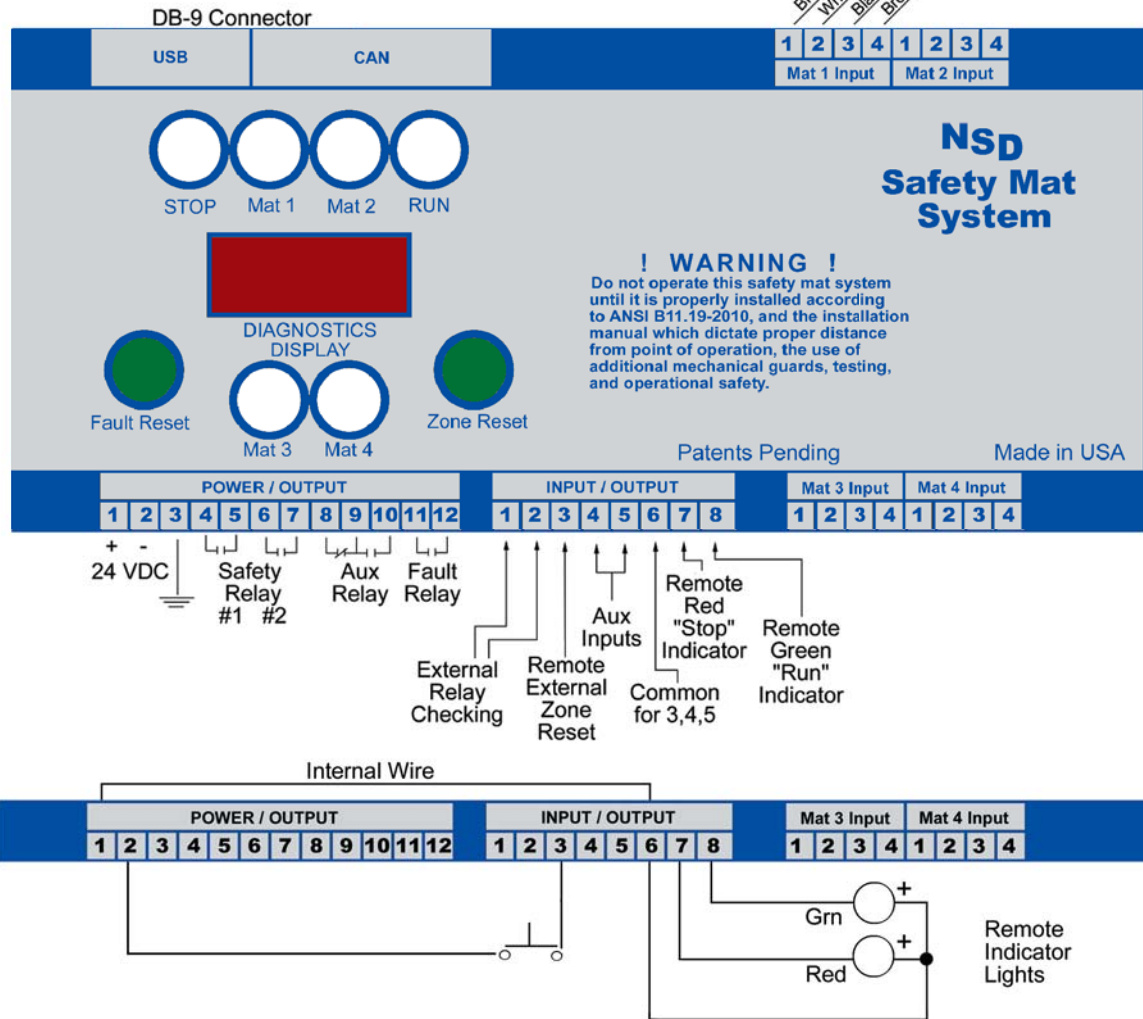 DB-9 Connector
USB CAN
1 2 3 4 1 2 3 4
Mat 1 Input Mat 2 Input
STOP Mat 1 Mat 2 RUN
NSD
Safety Mat
System
DIAGNOSTICS
DISPLAY
Fault Reset
Zone Reset
Mat 3 Mat 4
! WARNING !
Do not operate this safety mat system
until it is properly installed according
to ANSI B11.19-2010, and the installation
manual which dictate proper distance
from point of operation, the use of
additional mechanical guards, testing,
and operational safety.
Patents Pending Made in USA
POWER / OUTPUT INPUT / OUTPUT Mat 3 Input Mat 4 Input
1 2 3 4 5 6 7 8 9 10 11 12 1 2 3 4 5 6 7 8 1 2 3 4 1 2 3 4
+ -
24 VDC
Safety
Relay
#1 #2
Aux
Relay
Fault
Relay
External
Relay
Checking
Remote
External
Zone
Reset
Aux
Inputs
Common
for 3,4,5
Remote
Red
"Stop"
Indicator
Remote
Green
"Run"
Indicator
Internal Wire
POWER / OUTPUT INPUT / OUTPUT Mat 3 Input Mat 4 Input
1 2 3 4 5 6 7 8 9 10 11 12 1 2 3 4 5 6 7 8 1 2 3 4 1 2 3 4
Grn +
Red +
Remote
Indicator
Lights